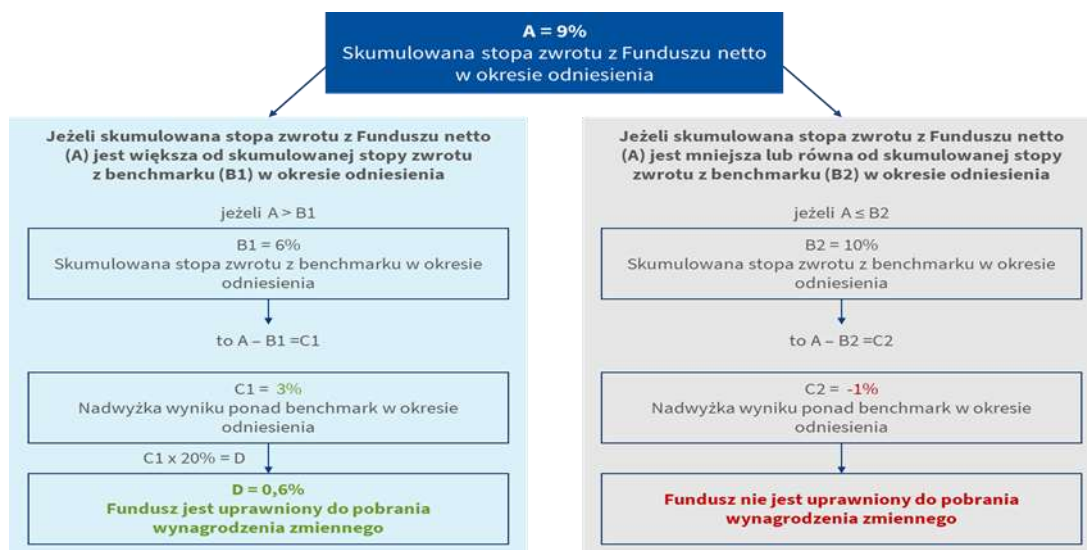 A = 9%
Skumulowana stopa zwrotu z Funduszu netto
w okresie odniesienia
Jeżeli skumulowana stopa zwrotu z Funduszu netto
(A) jest większa od skumulowanej stopy zwrotu
z benchmarku (B1) w okresie odniesienia
jeżeli A > B1
B1 = 6%
Skumulowana stopa zwrotu z benchmarku w okresie
odniesienia
to A – B1 =C1
C1 = 3%
Nadwyżka wyniku ponad benchmark w okresie
odniesienia
C1 x 20% = D
D = 0,6%
Fundusz jest uprawniony do pobrania
wynagrodzenia zmiennego
Jeżeli skumulowana stopa zwrotu z Funduszu netto
(A) jest mniejsza lub równa od skumulowanej stopy
zwrotu z benchmarku (B2) w okresie odniesienia
jeżeli A ≤ B2
B2 = 10%
Skumulowana stopa zwrotu z benchmarku w okresie
odniesienia
to A – B2 =C2
C2 = -1%
Nadwyżka wyniku ponad benchmark w okresie
odniesienia
Fundusz nie jest uprawniony do pobrania
wynagrodzenia zmiennego